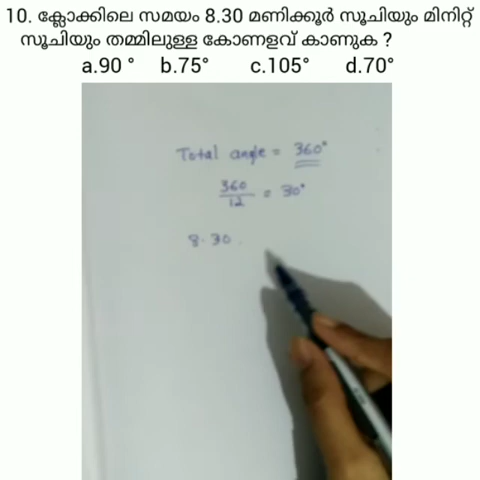 10. ക്ലോക്കിലെ സമയം 8.30 മണിക്കൂർ സൂചിയും മിനിറ്റ്
സൂചിയും തമ്മിലുള്ള കോണളവ് കാണുക ?
a.90 ° b.75° c.105° d.70°
Total angle = 360°
360
12 = 30°
8.30.